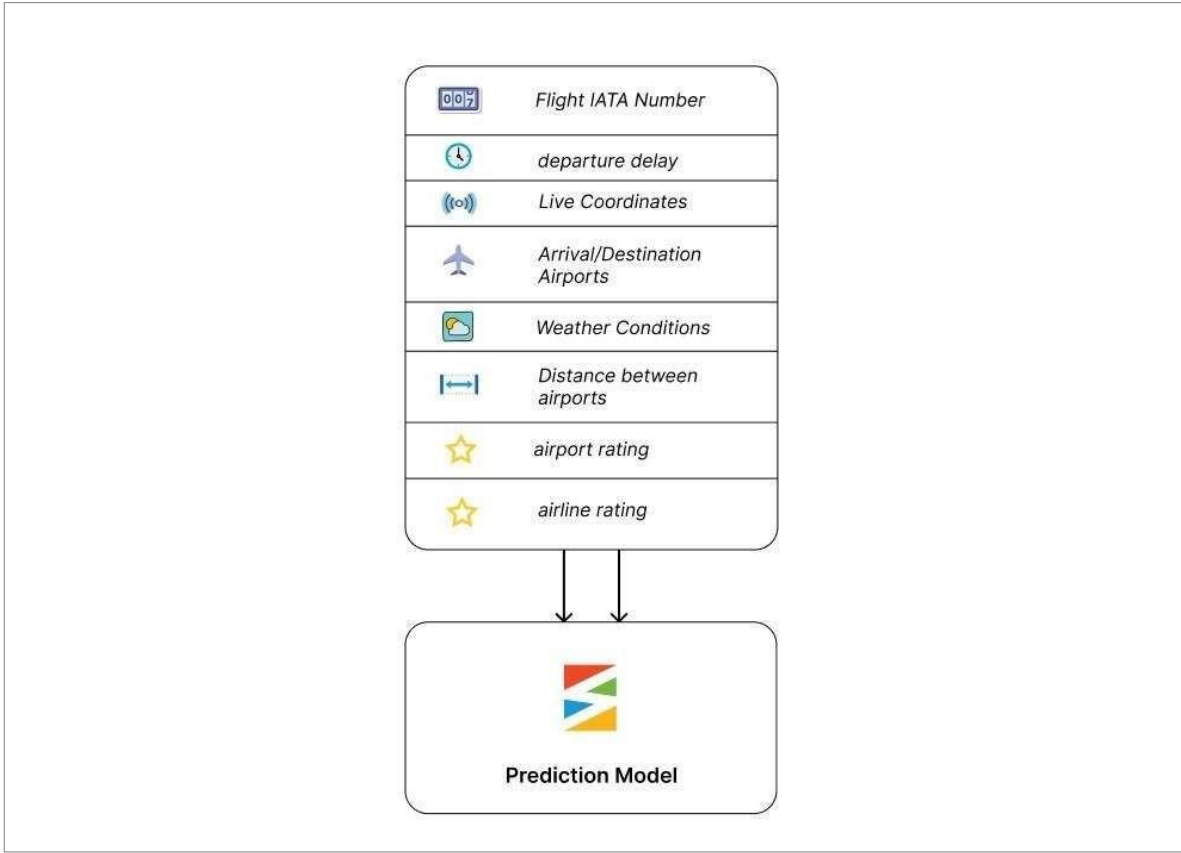 007
Flight IATA Number
departure delay
Live Coordinates
Arrival/Destination
Airports
Weather Conditions
Distance between
airports
airport rating
airline rating
Prediction Model